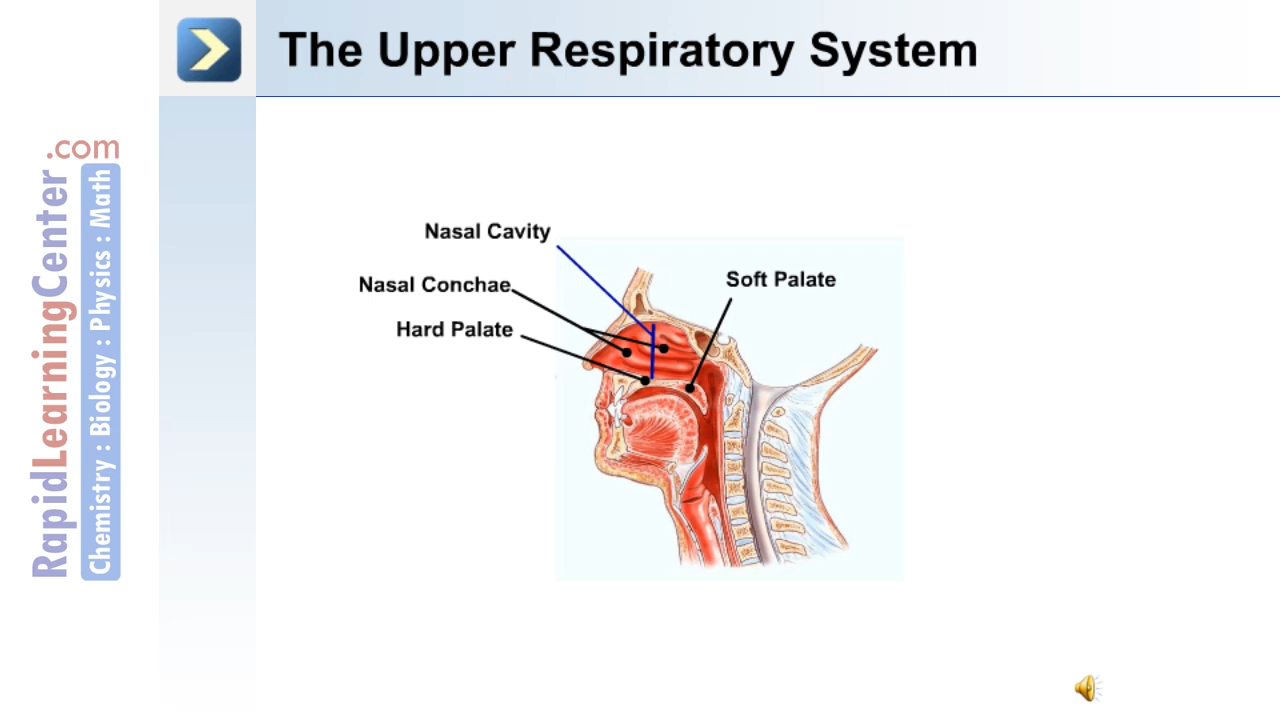 The Upper Respiratory System
RapidLearningCenter.com
Chemistry : Biology : Physics : Math
Nasal Cavity
Nasal Conchae
Soft Palate
Hard Palate